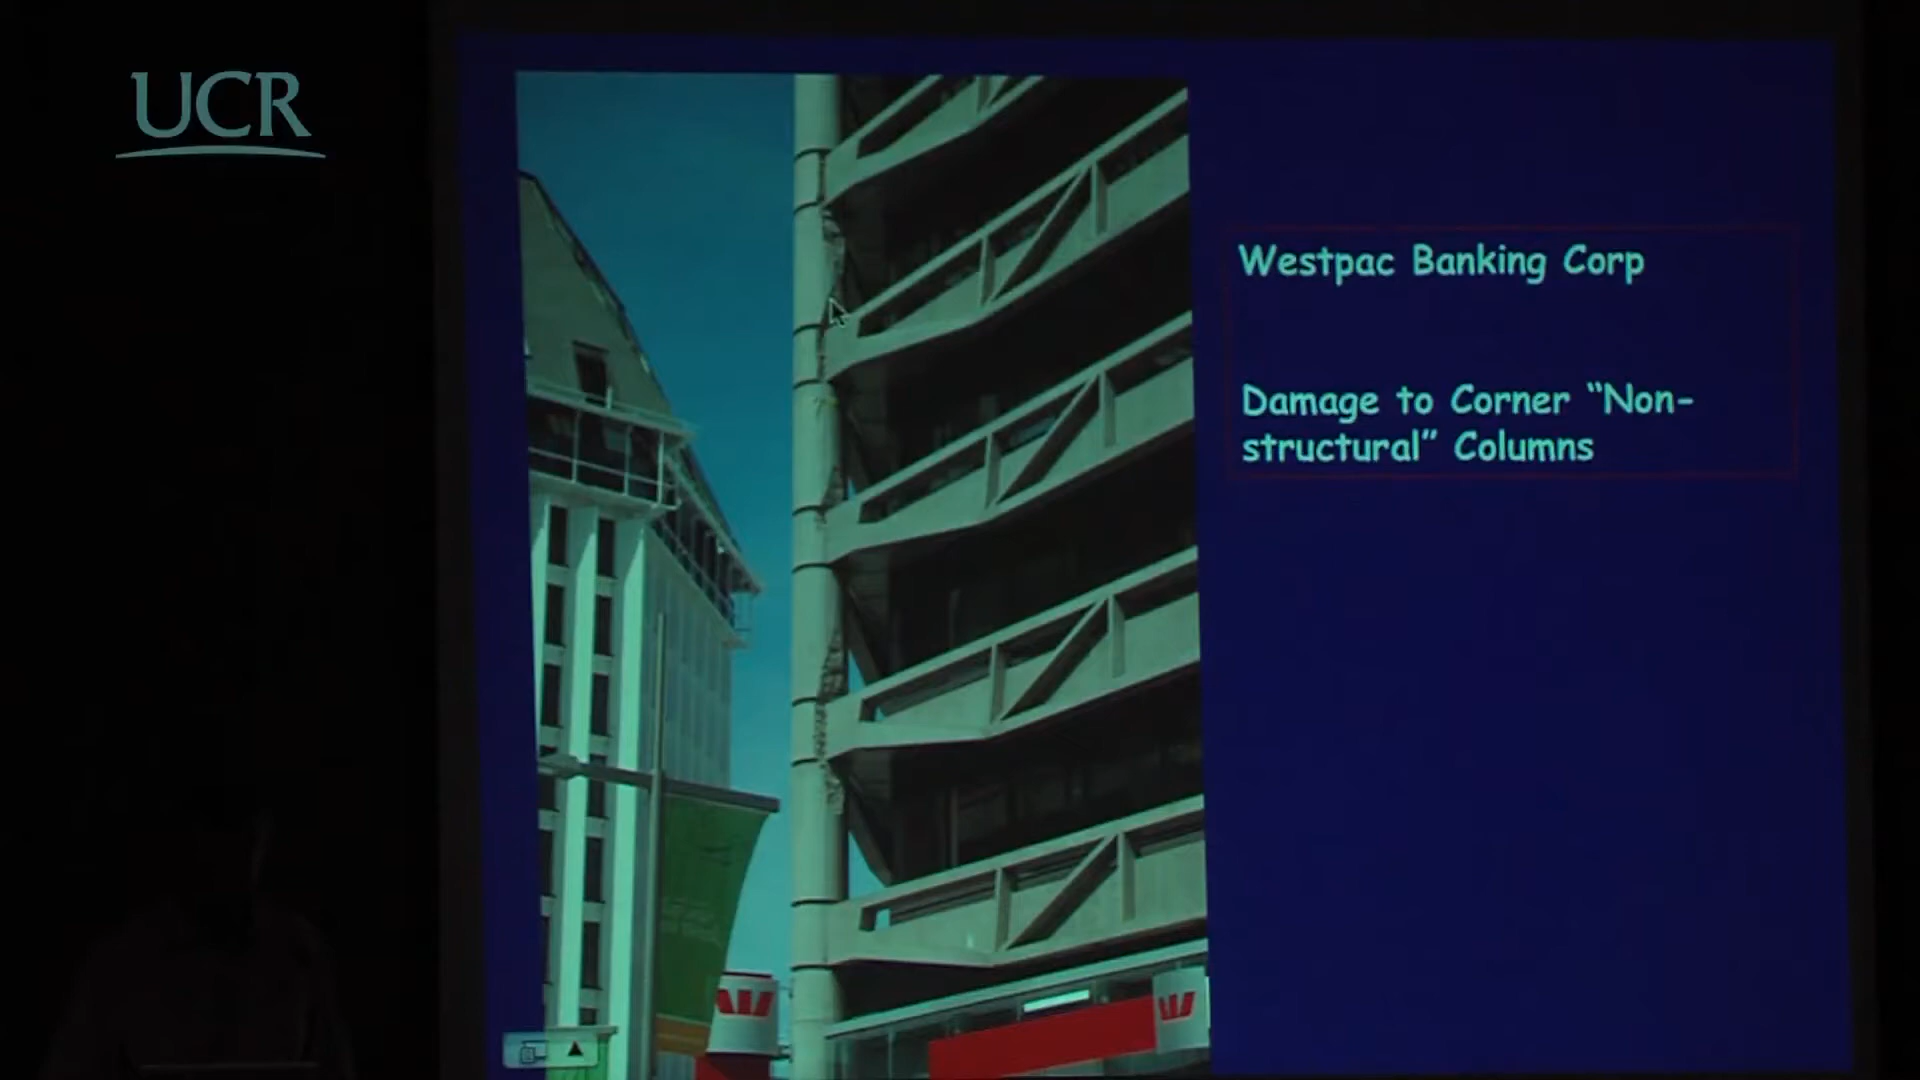 UCR
Westpac Banking Corp
Damage to Corner “Non-
structural” Columns